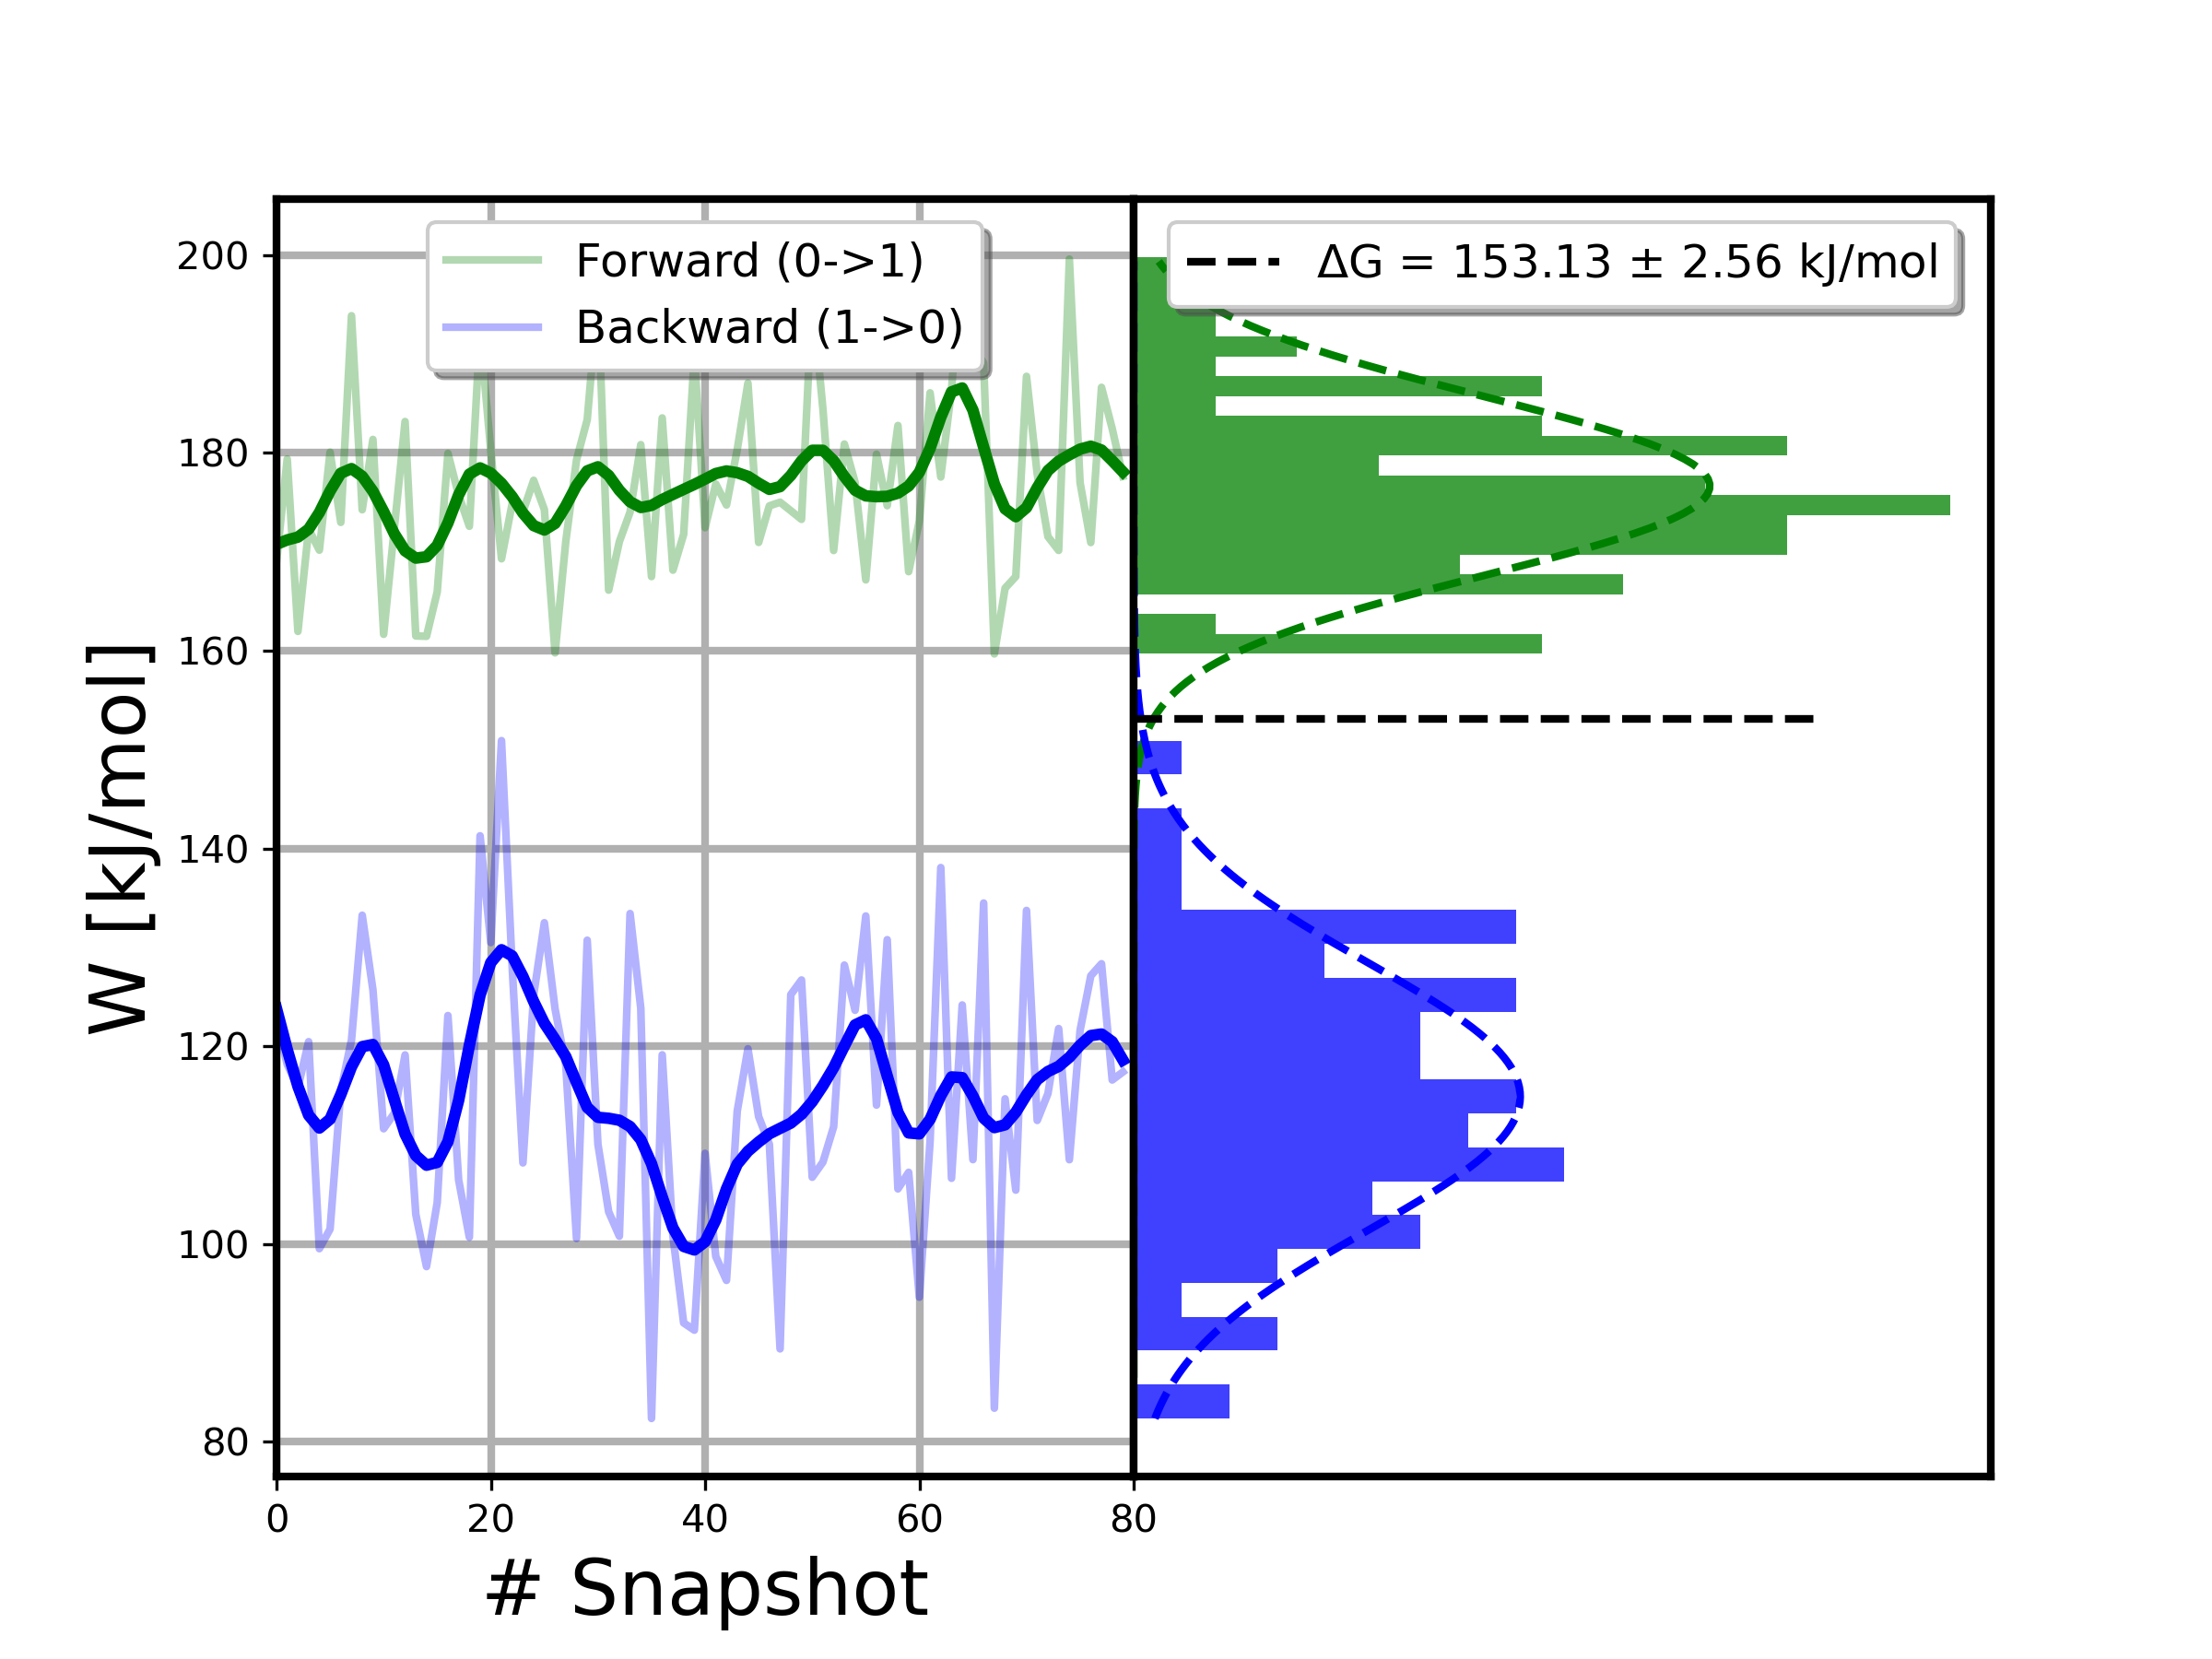 Forward (0->1)
Backward (1->0)
ΔG = 153.13 ± 2.56 kJ/mol
W [kJ/mol]
200
180
160
140
120
100
80
0 20 40 60 80
# Snapshot